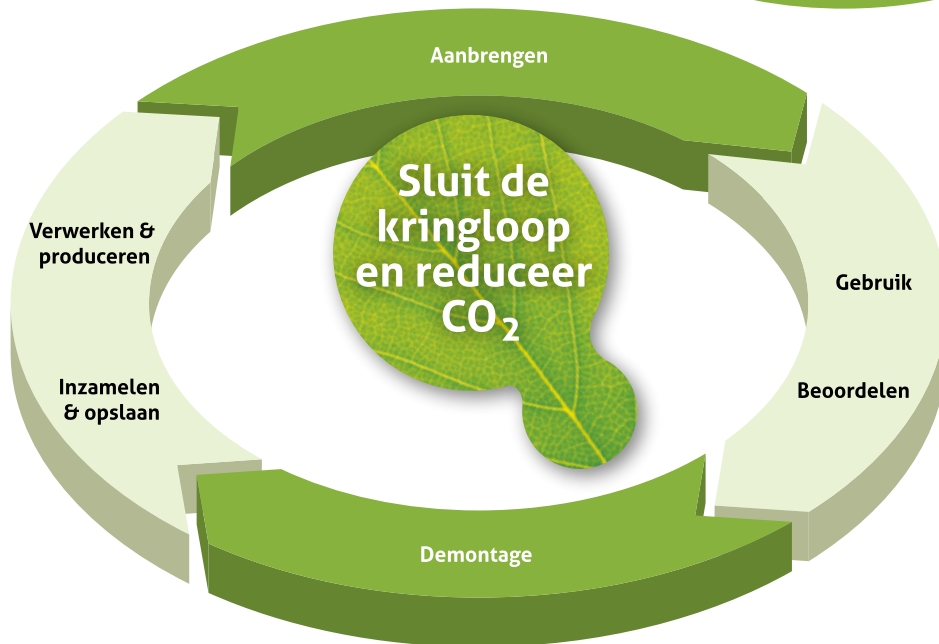 Aanbrengen
Sluit de
kringloop
en reduceer
CO₂
Verwerken &
produceren
Gebruik
Inzamelen
& opslaan
Beoordelen
Demontage